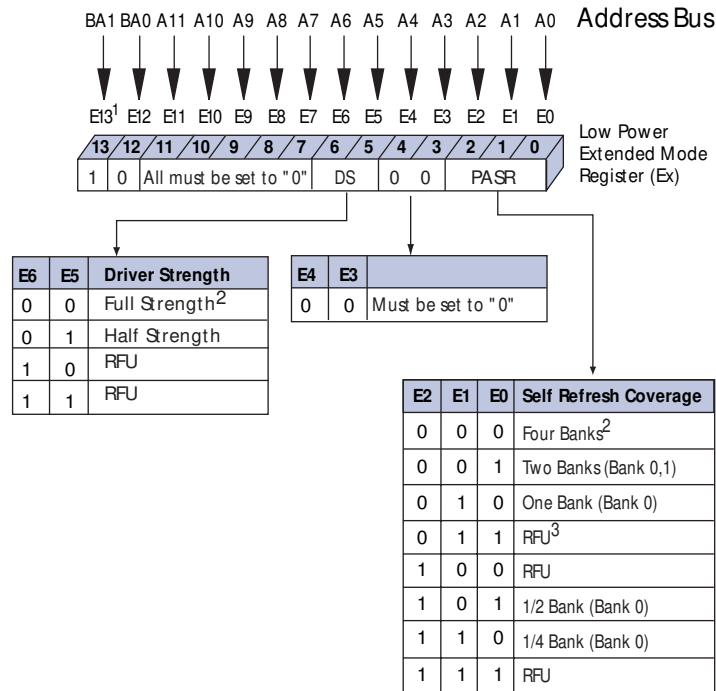 BA1 BA0 A11 A10 A9 A8 A7 A6 A5 A4 A3 A2 A1 A0 Address Bus
E13¹ E12 E11 E10 E9 E8 E7 E6 E5 E4 E3 E2 E1 E0
Low Power
Extended Mode
Register (Ex)
13 12 11 10 9 8 7 6 5 4 3 2 1 0
1 0 All must be set to "0" DS 0 0 PASR
E6 E5 Driver Strength
0 0 Full Strength²
0 1 Half Strength
1 0 RFU
1 1 RFU
E4 E3
0 0 Must be set to "0"
E2 E1 E0 Self Refresh Coverage
0 0 0 Four Banks²
0 0 1 Two Banks (Bank 0,1)
0 1 0 One Bank (Bank 0)
0 1 1 RFU³
1 0 0 RFU
1 0 1 1/2 Bank (Bank 0)
1 1 0 1/4 Bank (Bank 0)
1 1 1 RFU